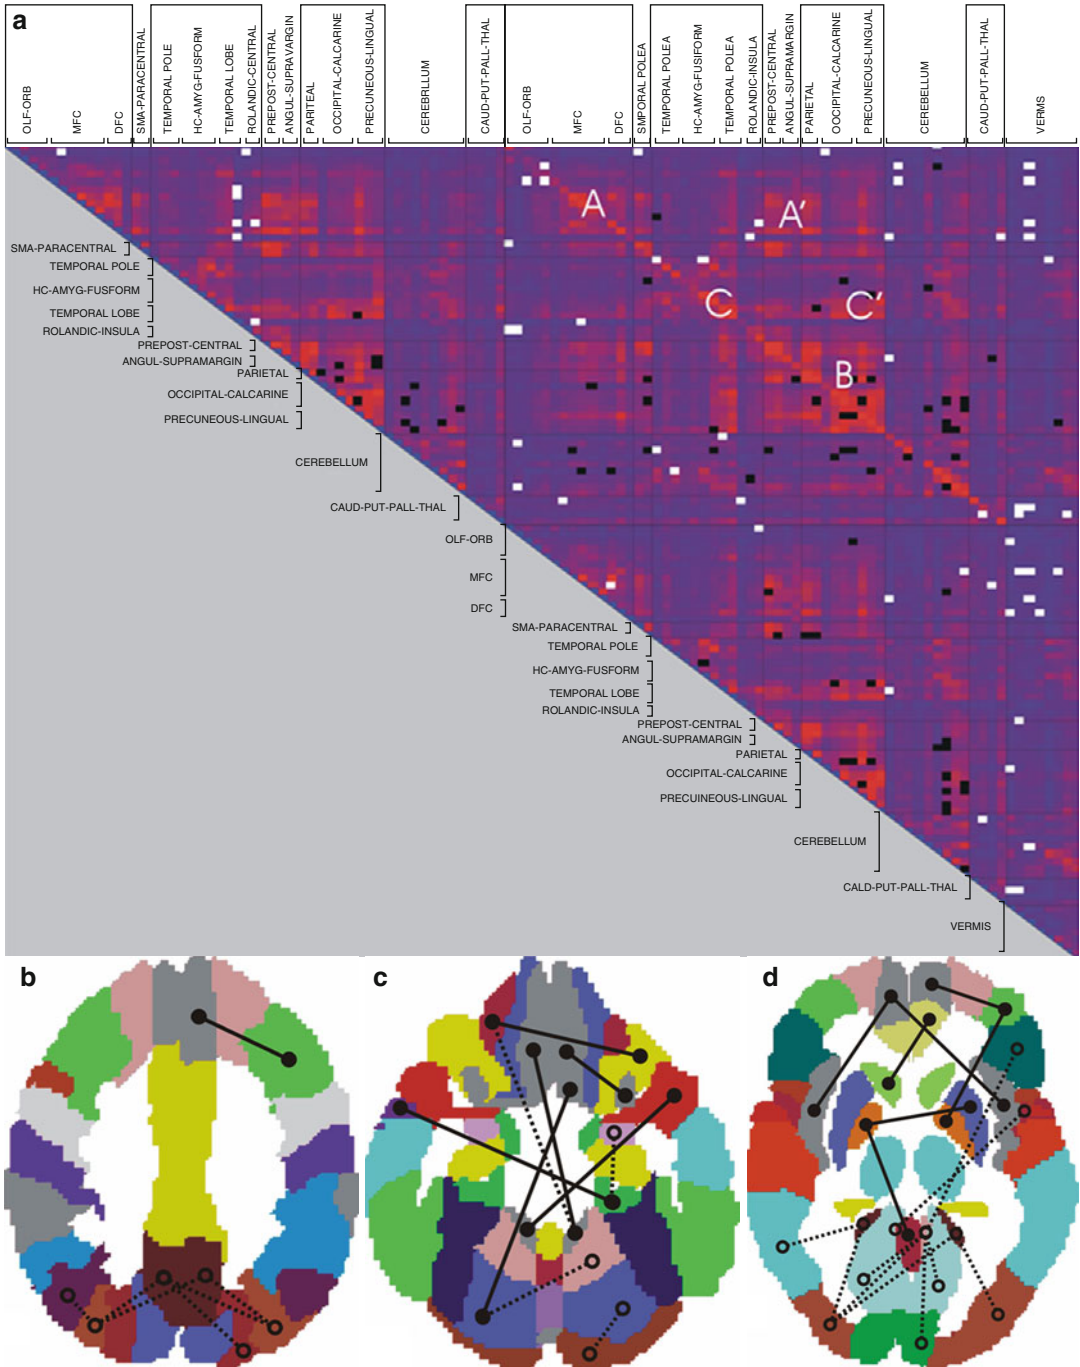 a
OLF-ORB
MFC
DFC
SMA-PARACENTRAL
TEMPORAL POLE
HC-AMYG-FUSFORM
TEMPORAL LOBE
ROLANDIC-CENTRAL
PREPOST-CENTRAL
ANGUL-SUPRAVARGIN
PARITEAL
OCCIPITAL-CALCARINE
PRECUNEOUS-LINGUAL
CEREBRLLUM
CAUD-PUT-PALL-THAL
OLF-ORB
MFC
DFC
SMPORAL POLEA
TEMPORAL POLEA
HC-AMYG-FUSIFORM
TEMPORAL POLEA
ROLANDIC-INSULA
PREPOST-CENTRAL
ANGUL-SUPRAMARGIN
PARIETAL
OOCIPITAL-CALCARINE
PRECUNEOUS-LINGUAL
CEREBELLUM
CAUD-PUT-PALL-THAL
VERMIS
A
A′
C
C′
B
SMA-PARACENTRAL
TEMPORAL POLE
HC-AMYG-FUSFORM
TEMPORAL LOBE
ROLANDIC-INSULA
PREPOST-CENTRAL
ANGUL-SUPRAMARGIN
PARIETAL
OCCIPITAL-CALCARINE
PRECUNEOUS-LINGUAL
CEREBELLUM
CAUD-PUT-PALL-THAL
OLF-ORB
MFC
DFC
SMA-PARACENTRAL
TEMPORAL POLE
HC-AMYG-FUSFORM
TEMPORAL LOBE
ROLANDIC-INSULA
PREPOST-CENTRAL
ANGUL-SUPRAMARGIN
PARIETAL
OCCIPITAL-CALCARINE
PRECUINEOUS-LINGUAL
CEREBELLUM
CALD-PUT-PALL-THAL
VERMIS
b
c
d